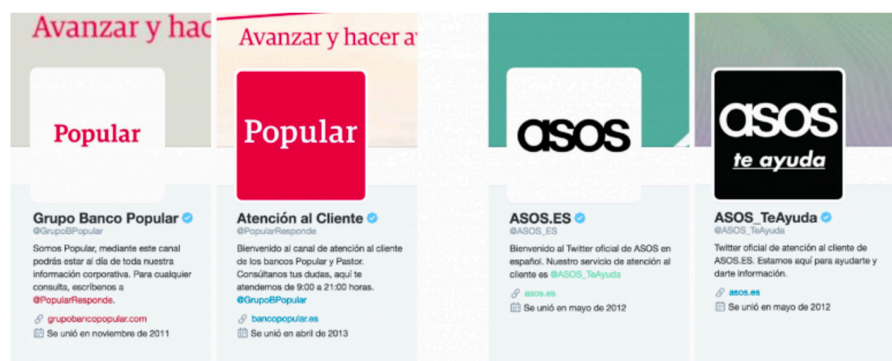 Avanzar y hac
Popular
Grupo Banco Popular
@GrupoBPopular
Somos Popular, mediante este canal
podrás estar al día de toda nuestra
información corporativa. Para cualquier
consulta, escríbenos a
@PopularResponde.
grupobancopopular.com
Se unió en noviembre de 2011
Avanzar y hacer a
Popular
Atención al Cliente
@PopularResponde
Bienvenido al canal de atención al cliente
de los bancos Popular y Pastor.
Consúltanos tus dudas, aquí te
atendemos de 9:00 a 21:00 horas.
@GrupoBPopular
bancopopular.es
Se unió en abril de 2013
asos
ASOS.ES
@ASOS_ES
Bienvenido al Twitter oficial de ASOS en
español. Nuestro servicio de atención al
cliente es @ASOS_TeAyuda
asos.es
Se unió en mayo de 2012
asos
te ayuda
ASOS_TeAyuda
@ASOS_TeAyuda
Twitter oficial de atención al cliente de
ASOS.ES. Estamos aquí para ayudarte y
darte información.
asos.es
Se unió en mayo de 2012